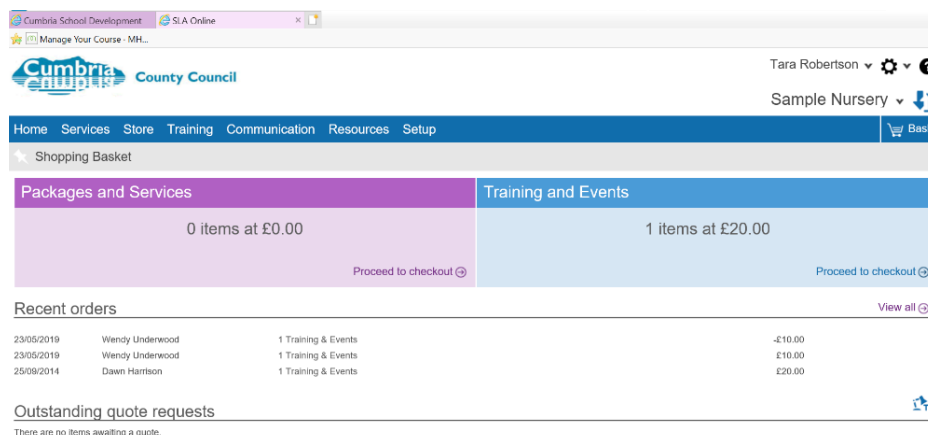 Cumbria School Development SLA Online
Manage Your Course - MH...
Cumbria County Council
Tara Robertson
Sample Nursery
Home Services Store Training Communication Resources Setup
Shopping Basket
Packages and Services Training and Events
0 items at £0.00 1 items at £20.00
Proceed to checkout Proceed to checkout
Recent orders View all
23/05/2019 Wendy Underwood 1 Training & Events -£10.00
23/05/2019 Wendy Underwood 1 Training & Events £10.00
25/09/2014 Dawn Harrison 1 Training & Events £20.00
Outstanding quote requests
There are no items awaiting a quote.